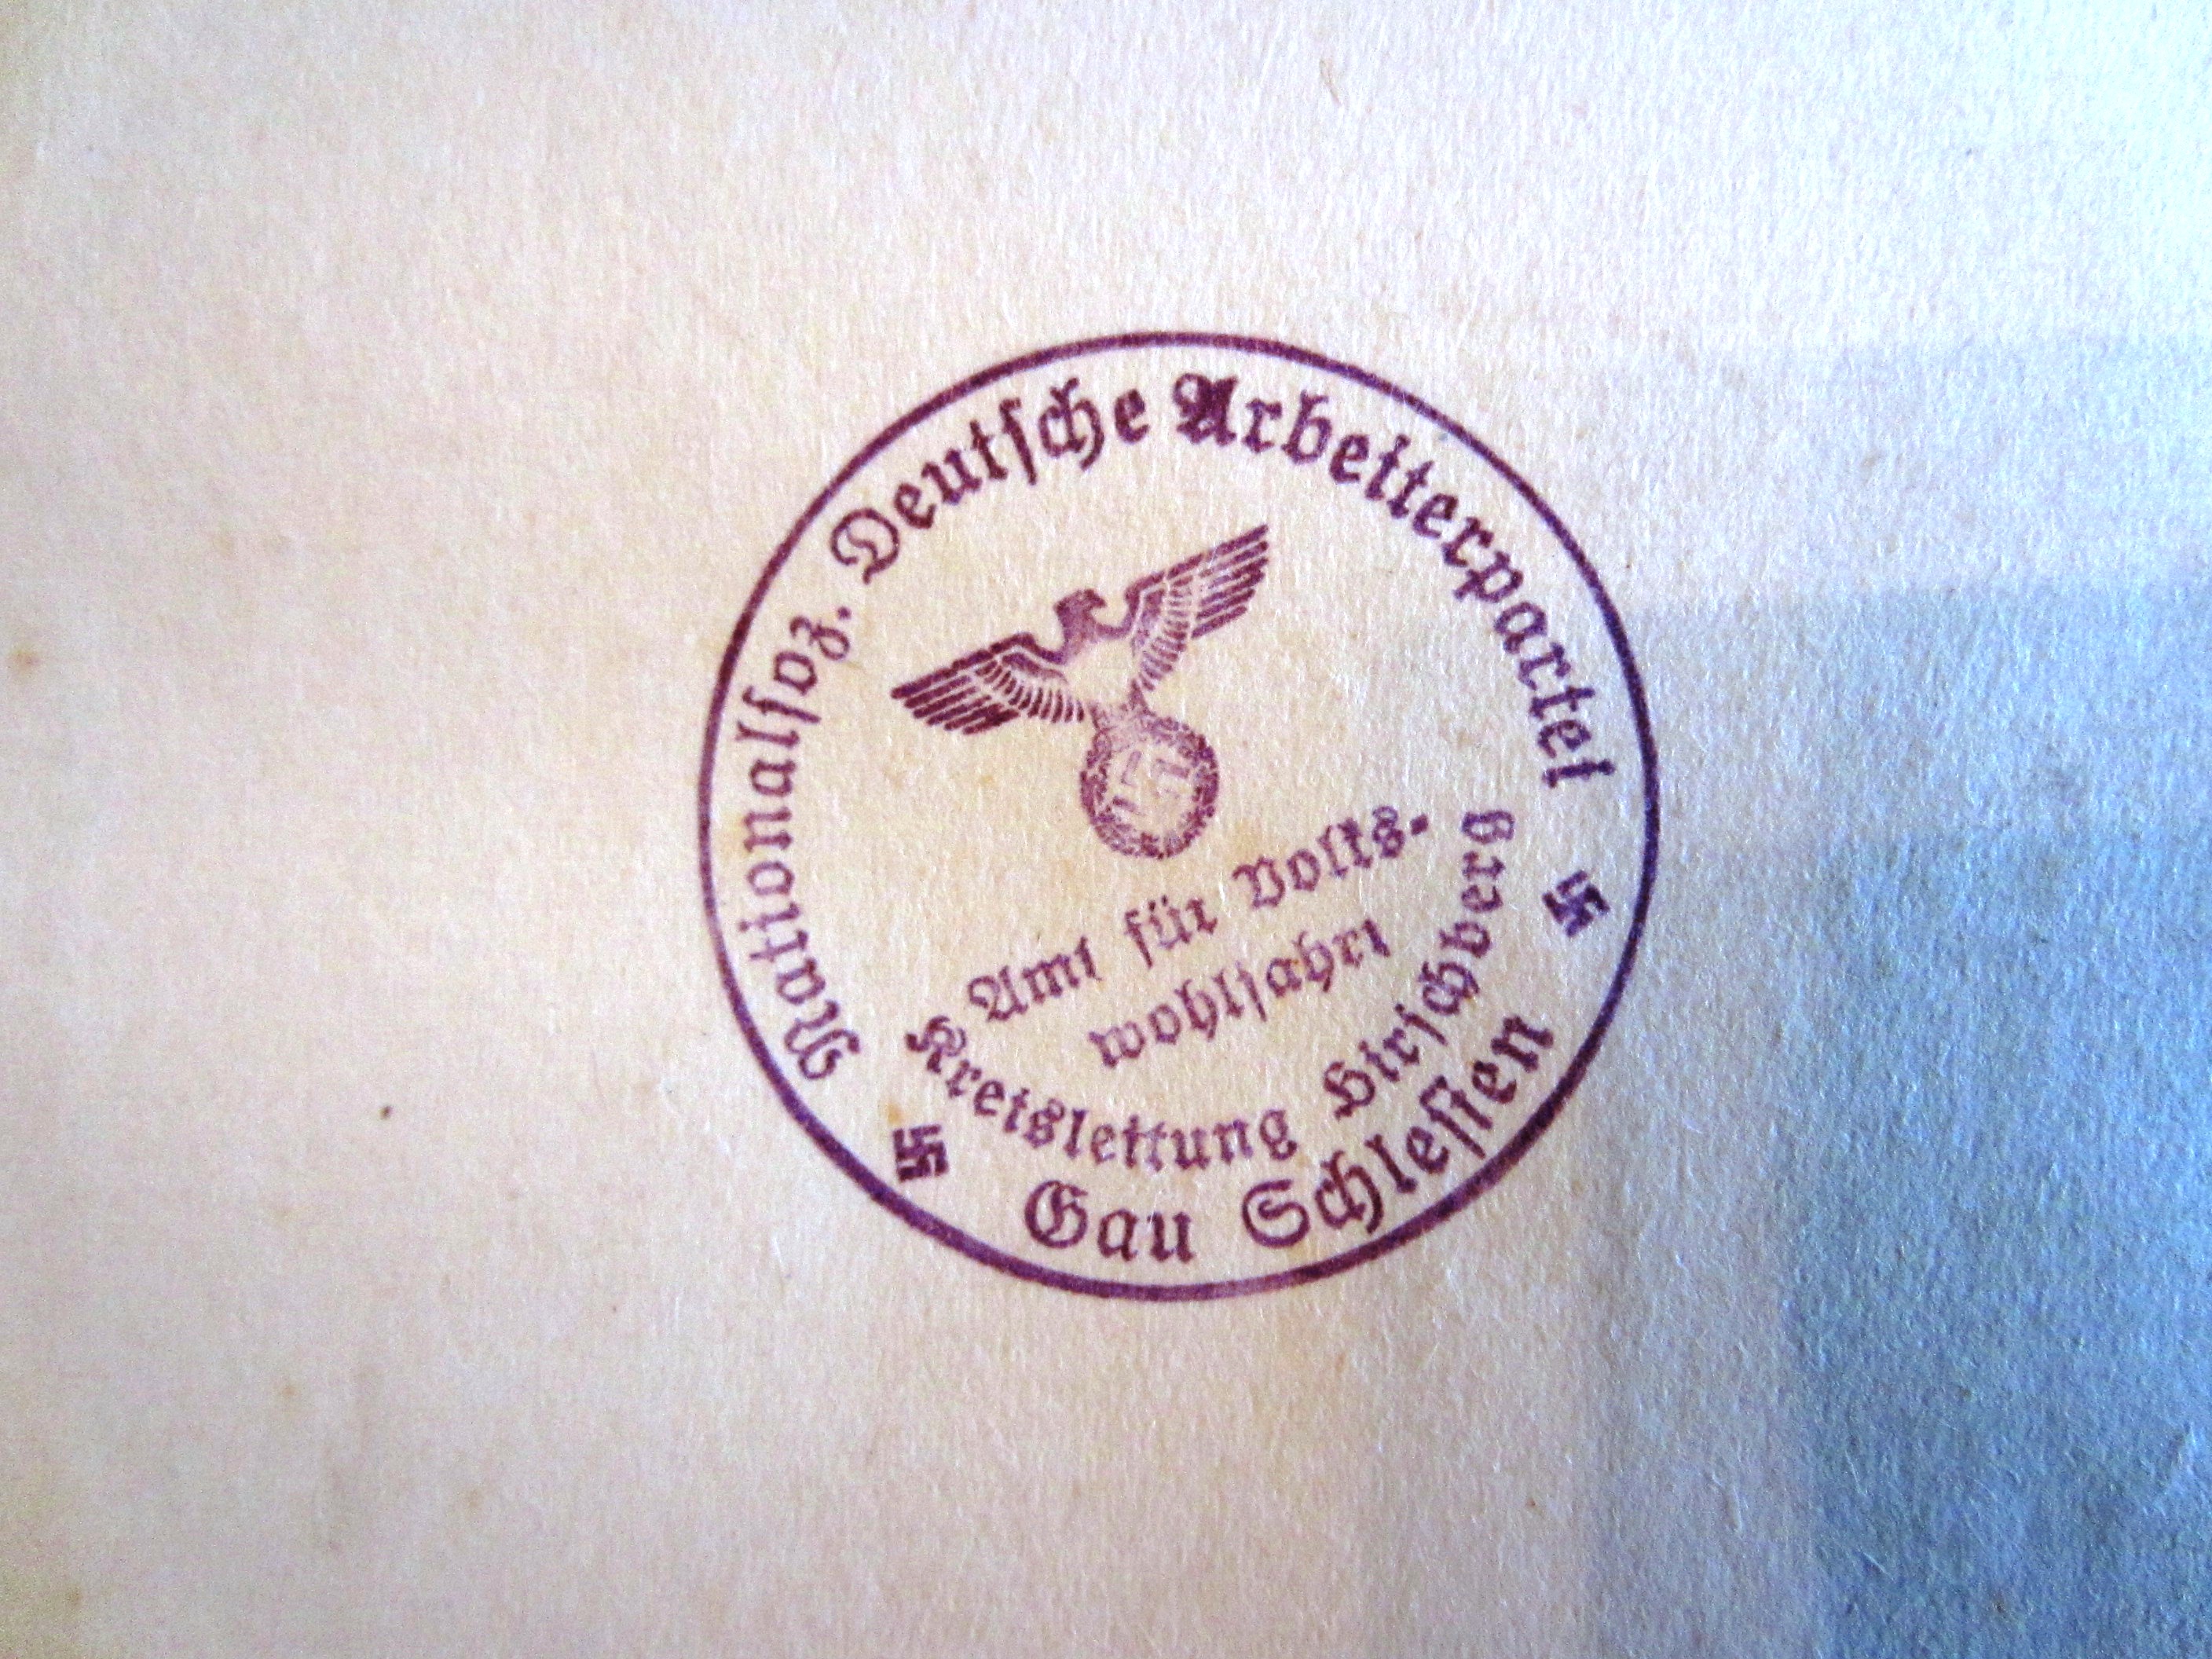 Nationalsoz. Deutsche Arbeiterpartei
Amt für Volks-
wohlfahrt
Kreisleitung Hirschberg
Gau Schlesien